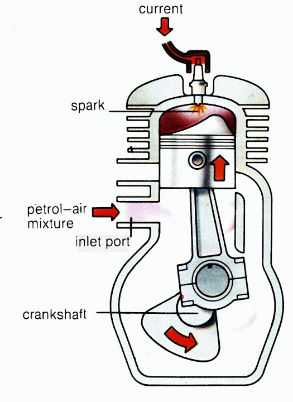 current
spark
petrol–air
mixture
inlet port
crankshaft